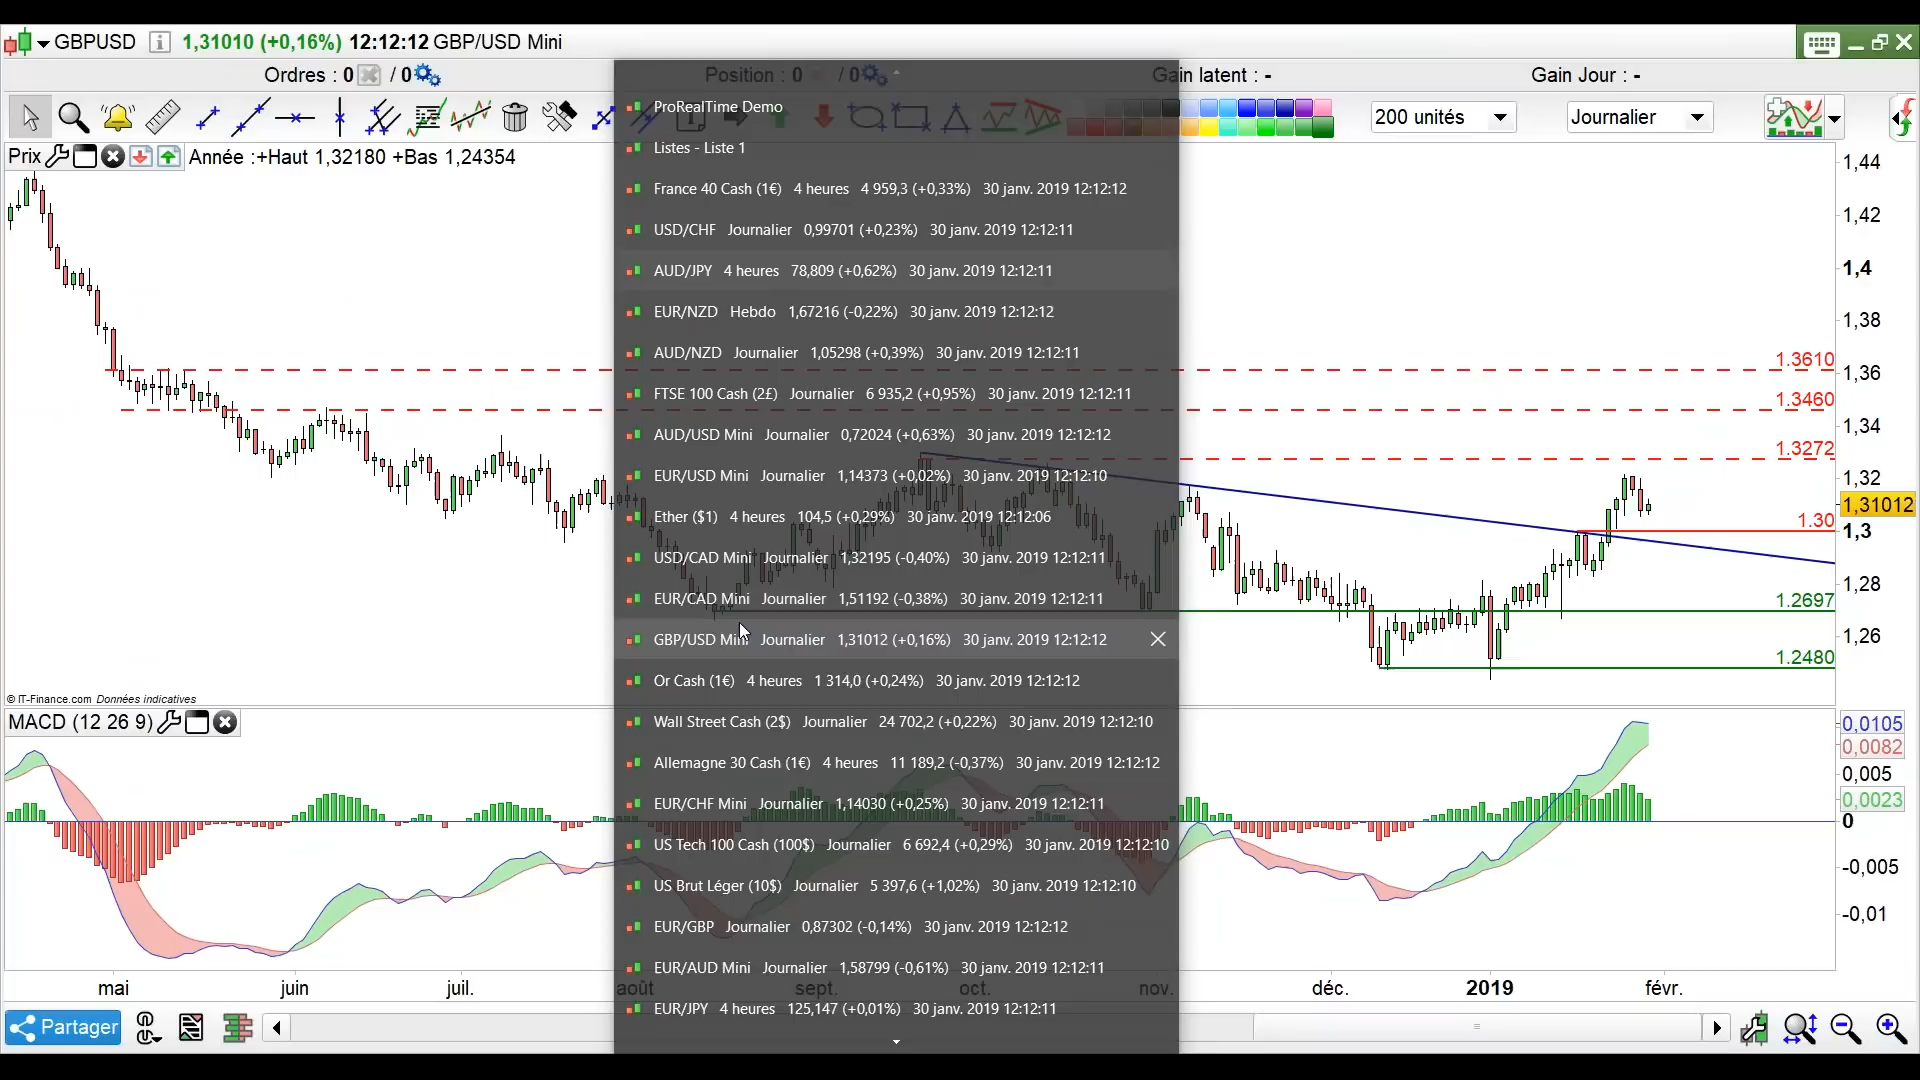 GBPUSD 1,31010 (+0,16%) 12:12:12 GBP/USD Mini
Ordres : 0 / 0 Position : 0 / 0 Gain latent : - Gain Jour : -
200 unités Journalier
Prix Année :+Haut 1,32180 +Bas 1,24354
ProRealTime Demo
Listes - Liste 1
France 40 Cash (1€) 4 heures 4 959,3 (+0,33%) 30 janv. 2019 12:12:12
USD/CHF Journalier 0,99701 (+0,23%) 30 janv. 2019 12:12:11
AUD/JPY 4 heures 78,809 (+0,62%) 30 janv. 2019 12:12:11
EUR/NZD Hebdo 1,67216 (-0,22%) 30 janv. 2019 12:12:12
AUD/NZD Journalier 1,05298 (+0,39%) 30 janv. 2019 12:12:11
FTSE 100 Cash (2£) Journalier 6 935,2 (+0,95%) 30 janv. 2019 12:12:11
AUD/USD Mini Journalier 0,72024 (+0,63%) 30 janv. 2019 12:12:12
EUR/USD Mini Journalier 1,14373 (+0,02%) 30 janv. 2019 12:12:10
Ether ($1) 4 heures 104,5 (+0,29%) 30 janv. 2019 12:12:06
USD/CAD Mini Journalier 1,32195 (-0,40%) 30 janv. 2019 12:12:11
EUR/CAD Mini Journalier 1,51192 (-0,38%) 30 janv. 2019 12:12:11
GBP/USD Mini Journalier 1,31012 (+0,16%) 30 janv. 2019 12:12:12
Or Cash (1€) 4 heures 1 314,0 (+0,24%) 30 janv. 2019 12:12:12
Wall Street Cash (2$) Journalier 24 702,2 (+0,22%) 30 janv. 2019 12:12:10
Allemagne 30 Cash (1€) 4 heures 11 189,2 (-0,37%) 30 janv. 2019 12:12:12
EUR/CHF Mini Journalier 1,14030 (+0,25%) 30 janv. 2019 12:12:11
US Tech 100 Cash (100$) Journalier 6 692,4 (+0,29%) 30 janv. 2019 12:12:10
US Brut Léger (10$) Journalier 5 397,6 (+1,02%) 30 janv. 2019 12:12:10
EUR/GBP Journalier 0,87302 (-0,14%) 30 janv. 2019 12:12:12
EUR/AUD Mini Journalier 1,58799 (-0,61%) 30 janv. 2019 12:12:11
EUR/JPY 4 heures 125,147 (+0,01%) 30 janv. 2019 12:12:11
1.3610
1.3460
1.3272
1.30
1.2697
1.2480
1,44
1,42
1,4
1,38
1,36
1,34
1,32
1,31012
1,3
1,28
1,26
© IT-Finance.com Données indicatives
MACD (12 26 9)
0,0105
0,0082
0,005
0,0023
0
-0,005
-0,01
mai juin juil. août sept. oct. nov. déc. 2019 févr.
Partager